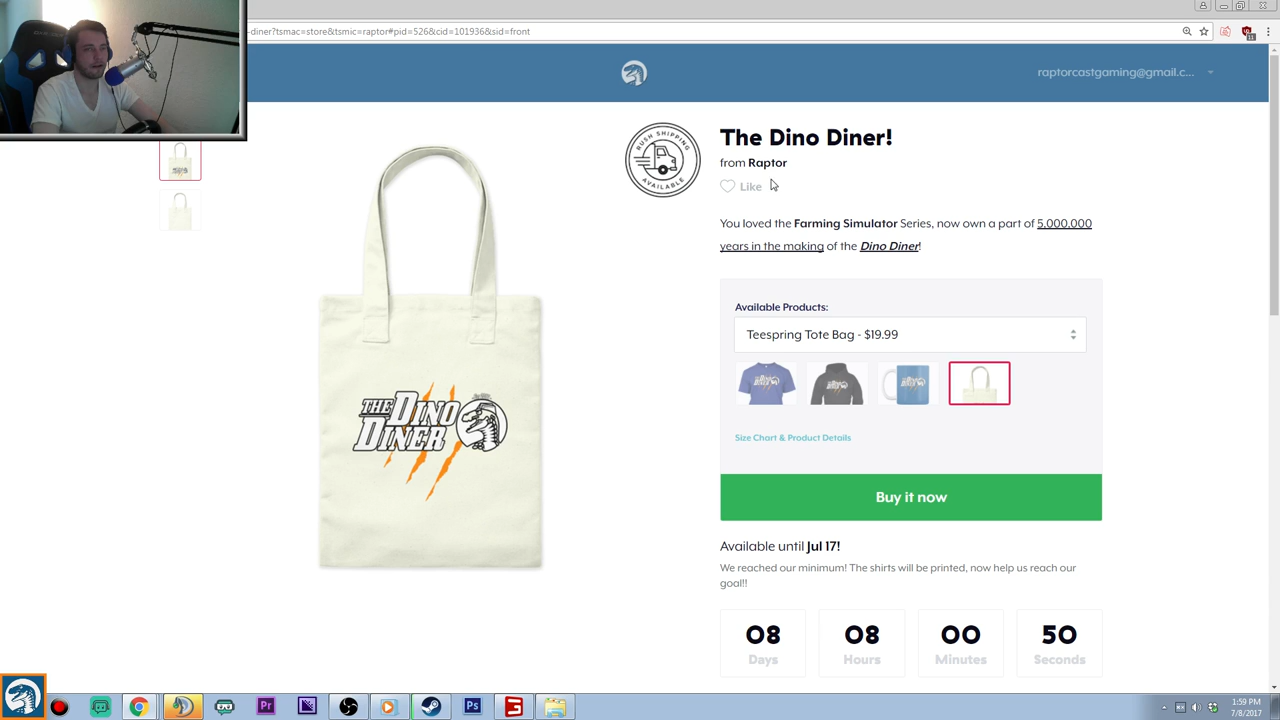 -diner?tsmac=store&tsmic=raptor#pid=526&cid=101936&sid=front
raptorcastgaming@gmail.c...
RUSH SHIPPING
AVAILABLE
The Dino Diner!
from Raptor
Like
You loved the Farming Simulator Series, now own a part of 5,000,000
years in the making of the Dino Diner!
Available Products:
Teespring Tote Bag - $19.99
THE DINO
DINER
Size Chart & Product Details
Buy it now
Available until Jul 17!
We reached our minimum! The shirts will be printed, now help us reach our
goal!!
08 08 00 50
Days Hours Minutes Seconds
Pr
Ps
1:59 PM
7/8/2017